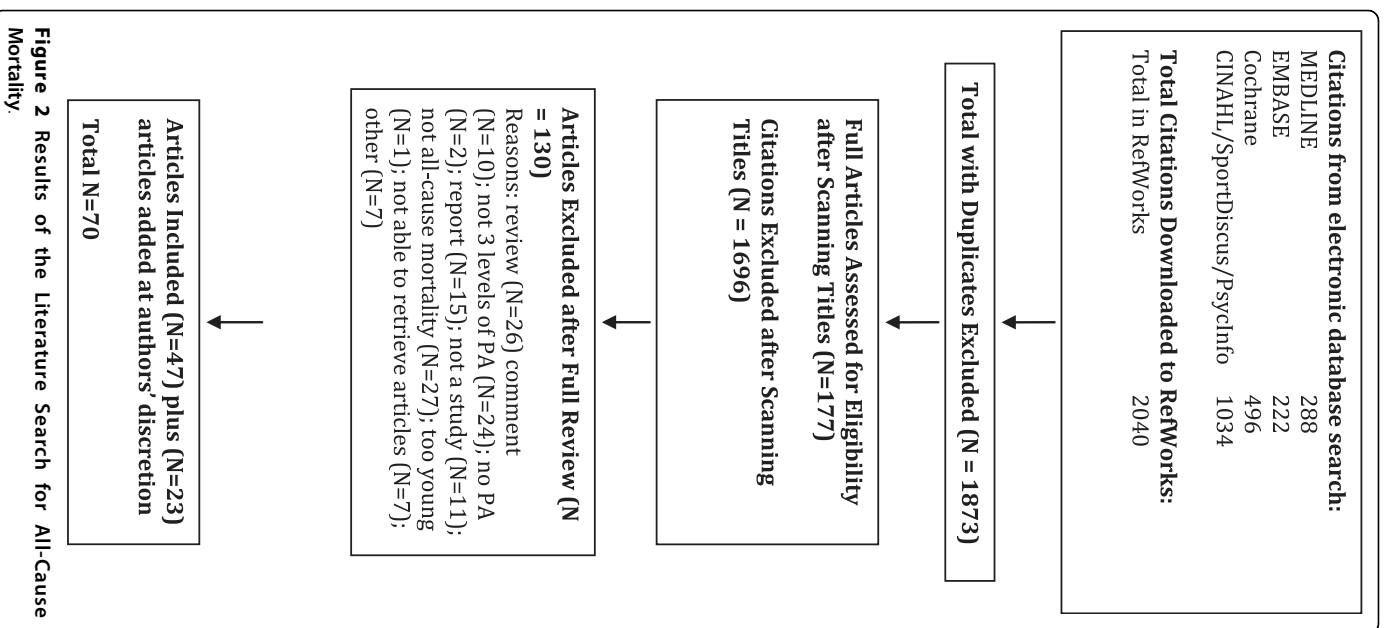 Citations from electronic database search:
MEDLINE 288
EMBASE 222
Cochrane 496
CINAHL/SportDiscus/PsycInfo 1034
Total Citations Downloaded to RefWorks:
Total in RefWorks 2040
Total with Duplicates Excluded (N = 1873)
Full Articles Assessed for Eligibility
after Scanning Titles (N=177)
Citations Excluded after Scanning
Titles (N = 1696)
Articles Excluded after Full Review (N
= 130)
Reasons: review (N=26) comment
(N=10); not 3 levels of PA (N=24); no PA
(N=2); report (N=15); not a study (N=11);
not all-cause mortality (N=27); too young
(N=1); not able to retrieve articles (N=7);
other (N=7)
Articles Included (N=47) plus (N=23)
articles added at authors' discretion
Total N=70
Figure 2 Results of the Literature Search for All-Cause
Mortality.